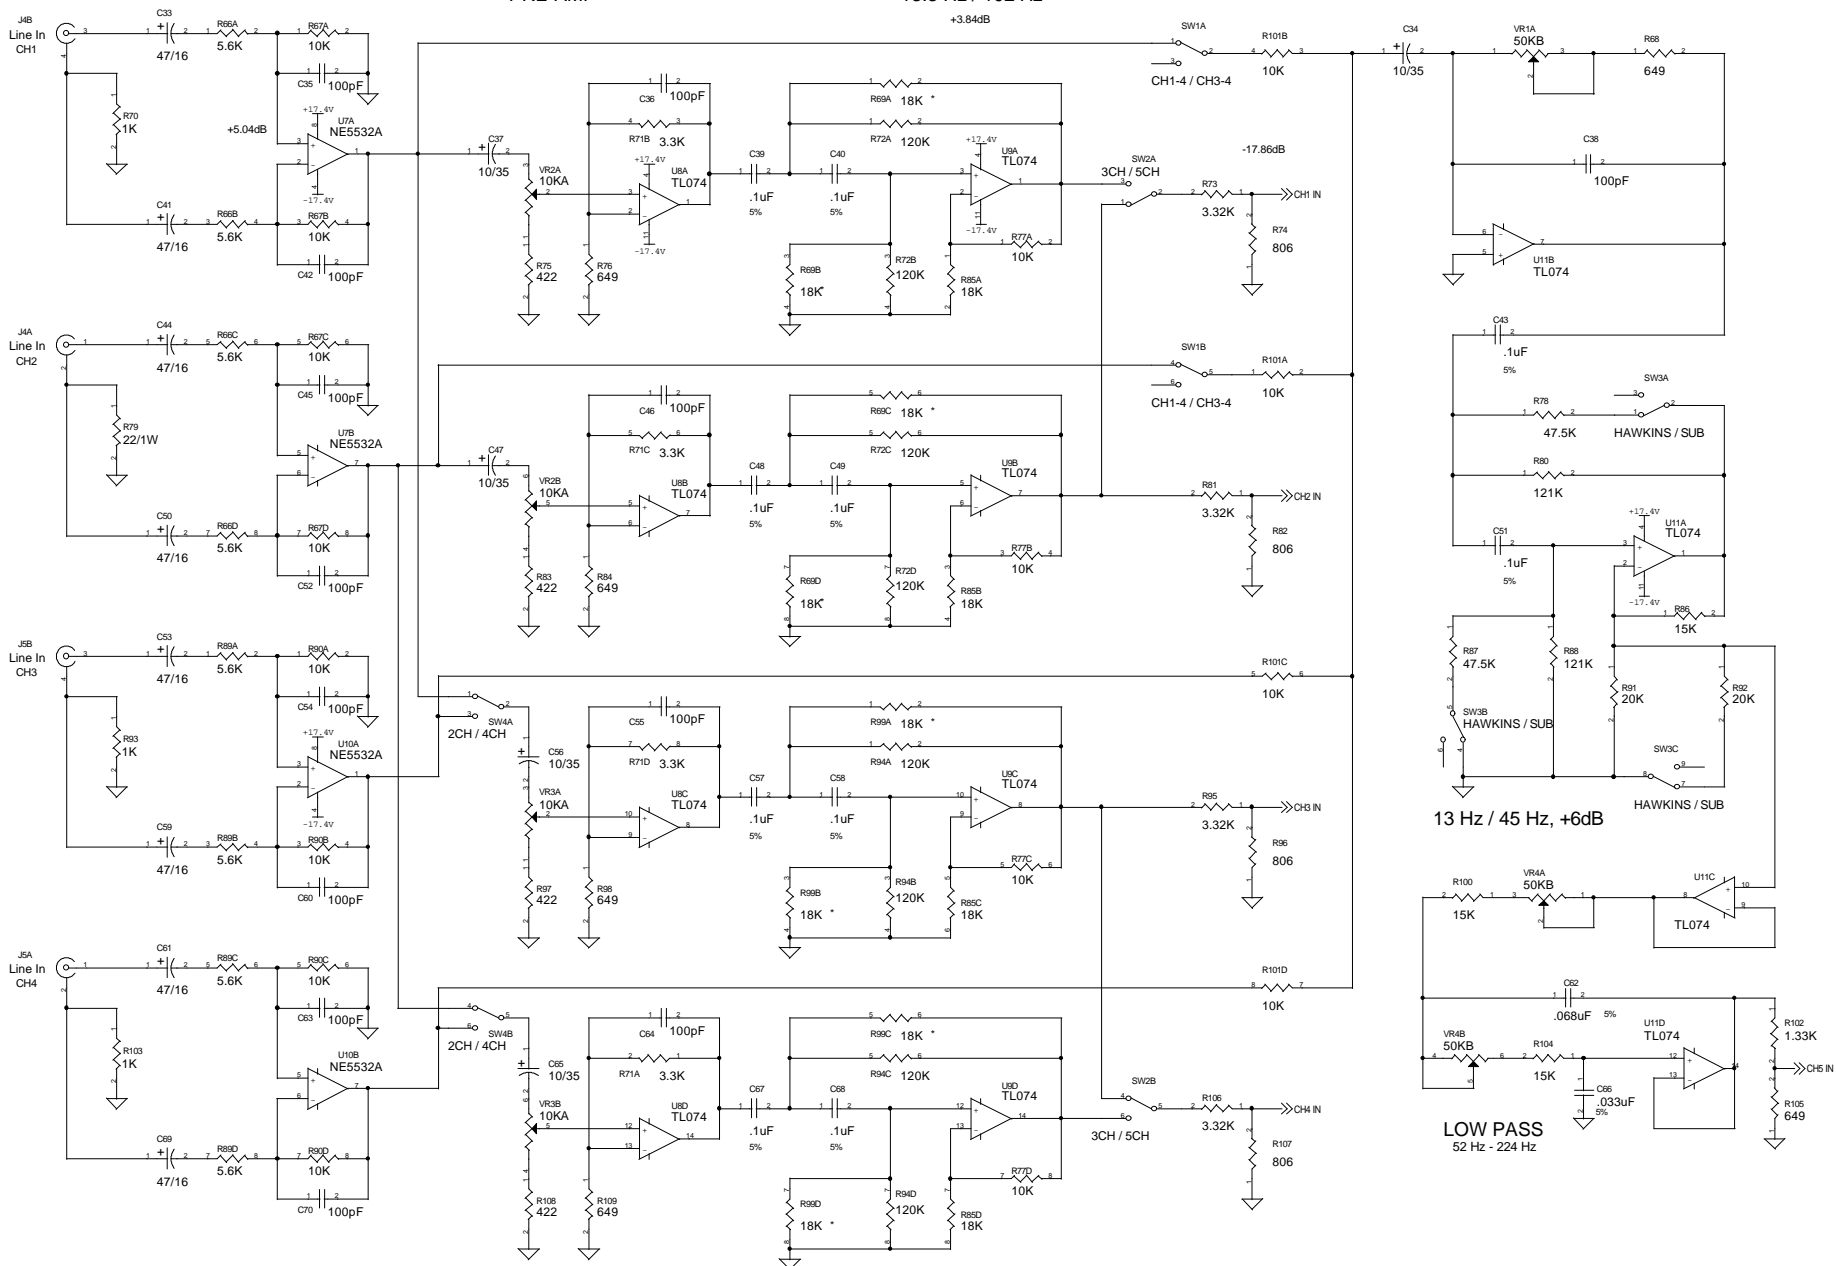 +3.84dB
J4B
Line In
CH1
C33
47/16
R66A
5.6K
R67A
10K
C35
100pF
R70
1K
+5.04dB
+17.4V
U7A
NE5532A
-17.4V
C41
47/16
R66B
5.6K
R67B
10K
C42
100pF
C37
10/35
VR2A
10KA
R75
422
C36
100pF
R71B
3.3K
+17.4V
U8A
TL074
-17.4V
R76
649
C39
.1uF
5%
C40
.1uF
5%
R69A
18K *
R72A
120K
+17.4V
U9A
TL074
-17.4V
R77A
10K
R69B
18K*
R72B
120K
R85A
18K
SW1A
CH1-4 / CH3-4
R101B
10K
SW2A
3CH / 5CH
-17.86dB
R73
3.32K
CH1 IN
R74
806
C34
10/35
VR1A
50KB
R68
649
C38
100pF
U11B
TL074
J4A
Line In
CH2
C44
47/16
R66C
5.6K
R67C
10K
C45
100pF
R79
22/1W
U7B
NE5532A
C50
47/16
R66D
5.6K
R67D
10K
C52
100pF
C47
10/35
VR2B
10KA
R83
422
C46
100pF
R71C
3.3K
U8B
TL074
R84
649
C48
.1uF
5%
C49
.1uF
5%
R69C
18K *
R72C
120K
U9B
TL074
R77B
10K
R69D
18K*
R72D
120K
R85B
18K
SW1B
CH1-4 / CH3-4
R101A
10K
R81
3.32K
CH2 IN
R82
806
C43
.1uF
5%
SW3A
R78
47.5K
HAWKINS / SUB
R80
121K
C51
.1uF
5%
+17.4V
U11A
TL074
-17.4V
R86
15K
R87
47.5K
R88
121K
R91
20K
R92
20K
SW3B
HAWKINS / SUB
SW3C
HAWKINS / SUB
13 Hz / 45 Hz, +6dB
J5B
Line In
CH3
C53
47/16
R89A
5.6K
R90A
10K
C54
100pF
R93
1K
+17.4V
U10A
NE5532A
-17.4V
C59
47/16
R89B
5.6K
R90B
10K
C60
100pF
SW4A
2CH / 4CH
C56
10/35
VR3A
10KA
R97
422
C55
100pF
R71D
3.3K
U8C
TL074
R98
649
C57
.1uF
5%
C58
.1uF
5%
R99A
18K *
R94A
120K
U9C
TL074
R77C
10K
R99B
18K *
R94B
120K
R85C
18K
R101C
10K
R95
3.32K
CH3 IN
R96
806
R100
15K
VR4A
50KB
U11C
TL074
J5A
Line In
CH4
C61
47/16
R89C
5.6K
R90C
10K
C63
100pF
R103
1K
U10B
NE5532A
C69
47/16
R89D
5.6K
R90D
10K
C70
100pF
SW4B
2CH / 4CH
C65
10/35
VR3B
10KA
R108
422
C64
100pF
R71A
3.3K
U8D
TL074
R109
649
C67
.1uF
5%
C68
.1uF
5%
R99C
18K *
R94C
120K
U9D
TL074
R77D
10K
R99D
18K *
R94D
120K
R85D
18K
R101D
10K
SW2B
3CH / 5CH
R106
3.32K
CH4 IN
R107
806
C62
.068uF 5%
VR4B
50KB
R104
15K
U11D
TL074
C66
.033uF
5%
R102
1.33K
CH5 IN
R105
649
LOW PASS
52 Hz - 224 Hz